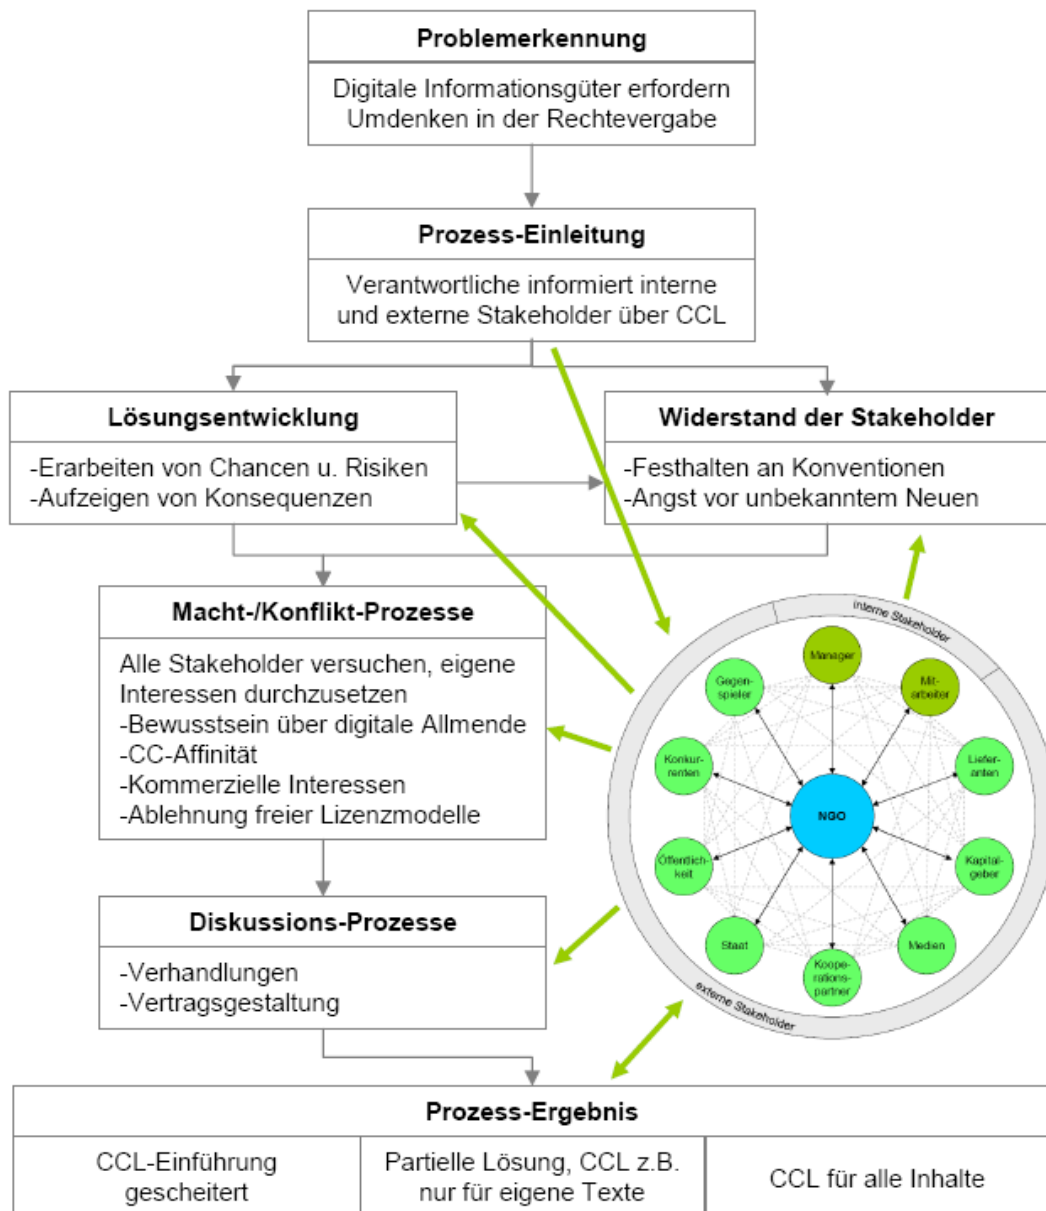 Problemerkennung
Digitale Informationsgüter erfordern
Umdenken in der Rechtevergabe
Prozess-Einleitung
Verantwortliche informiert interne
und externe Stakeholder über CCL
Lösungsentwicklung
-Erarbeiten von Chancen u. Risiken
-Aufzeigen von Konsequenzen
Widerstand der Stakeholder
-Festhalten an Konventionen
-Angst vor unbekanntem Neuen
Macht-/Konflikt-Prozesse
Alle Stakeholder versuchen, eigene
Interessen durchzusetzen
-Bewusstsein über digitale Allmende
-CC-Affinität
-Kommerzielle Interessen
-Ablehnung freier Lizenzmodelle
interne Stakeholder
Manager
Mit-
arbeiter
Gegen-
spieler
Konkur-
renten
Liefer-
anten
NGO
Öffentlich-
keit
Kapital-
geber
Staat
Medien
Koope-
rations-
partner
externe Stakeholder
Diskussions-Prozesse
-Verhandlungen
-Vertragsgestaltung
Prozess-Ergebnis
CCL-Einführung
gescheitert
Partielle Lösung, CCL z.B.
nur für eigene Texte
CCL für alle Inhalte